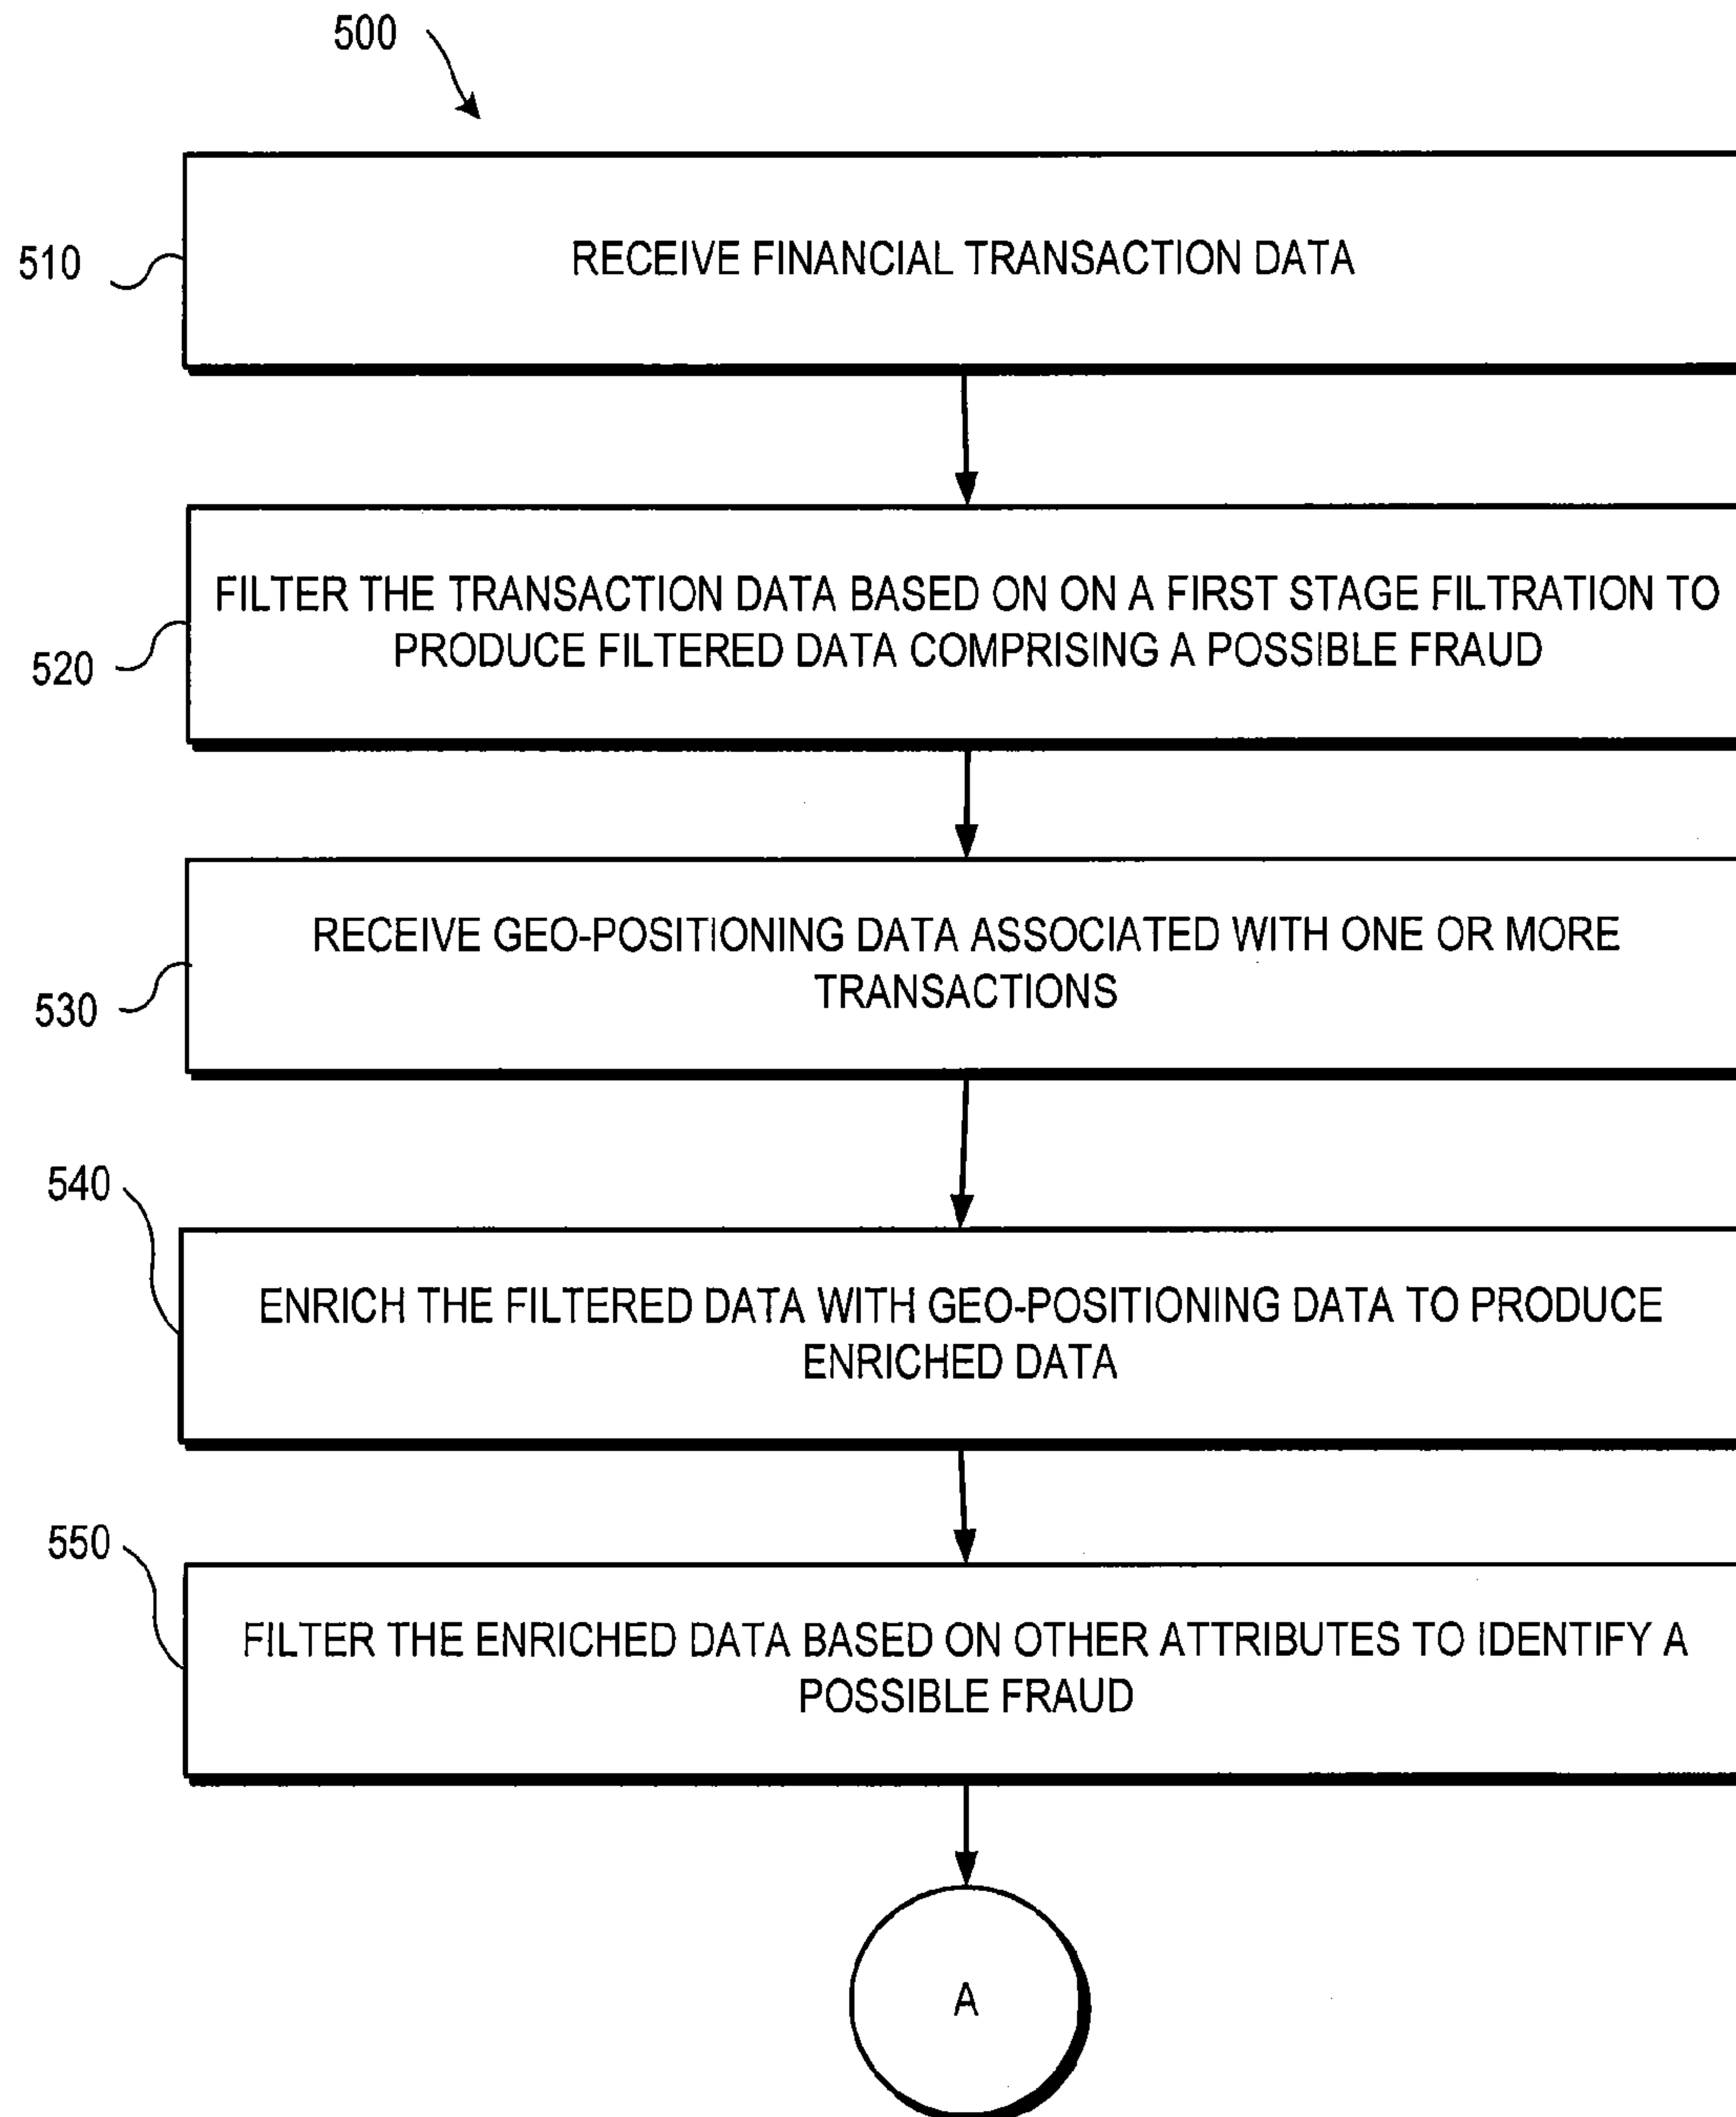 500
510
RECEIVE FINANCIAL TRANSACTION DATA
520
FILTER THE TRANSACTION DATA BASED ON ON A FIRST STAGE FILTRATION TO
PRODUCE FILTERED DATA COMPRISING A POSSIBLE FRAUD
530
RECEIVE GEO-POSITIONING DATA ASSOCIATED WITH ONE OR MORE
TRANSACTIONS
540
ENRICH THE FILTERED DATA WITH GEO-POSITIONING DATA TO PRODUCE
ENRICHED DATA
550
FILTER THE ENRICHED DATA BASED ON OTHER ATTRIBUTES TO IDENTIFY A
POSSIBLE FRAUD
A